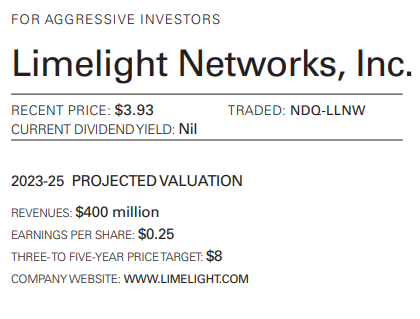 FOR AGGRESSIVE INVESTORS
Limelight Networks, Inc.
RECENT PRICE: $3.93 TRADED: NDQ-LLNW
CURRENT DIVIDEND YIELD: Nil
2023-25 PROJECTED VALUATION
REVENUES: $400 million
EARNINGS PER SHARE: $0.25
THREE- TO FIVE-YEAR PRICE TARGET: $8
COMPANY WEBSITE: WWW.LIMELIGHT.COM